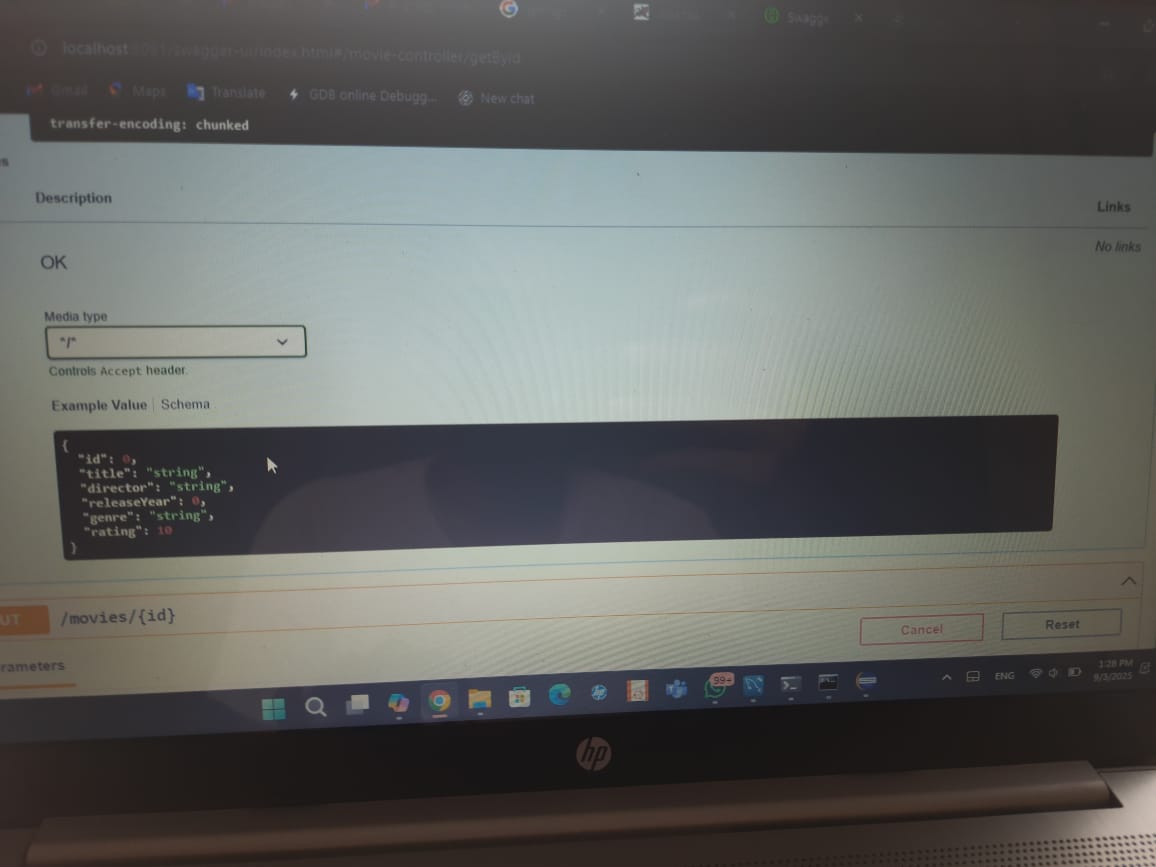 Swagge
localhost:8081/swagger-ui/index.html#/movie-controller/getById
Gmail Maps Translate GDB online Debugg... New chat
transfer-encoding: chunked
es
Description Links
OK No links
Media type
*/*
Controls Accept header.
Example Value Schema
{
"id": 0,
"title": "string",
"director": "string",
"releaseYear": 0,
"genre": "string",
"rating": 10
}
UT /movies/{id}
Cancel Reset
rameters
99+
ENG
1:28 PM
9/3/2025
hp